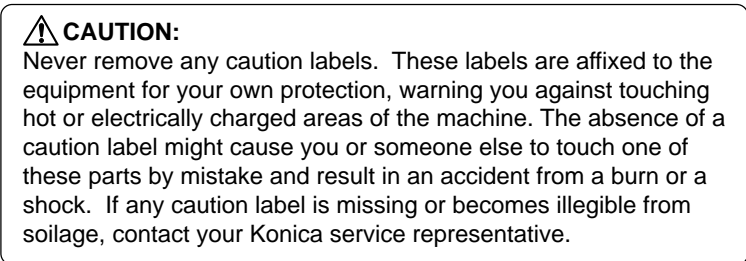 CAUTION:
Never remove any caution labels.  These labels are affixed to the
equipment for your own protection, warning you against touching
hot or electrically charged areas of the machine. The absence of a
caution label might cause you or someone else to touch one of
these parts by mistake and result in an accident from a burn or a
shock.  If any caution label is missing or becomes illegible from
soilage, contact your Konica service representative.